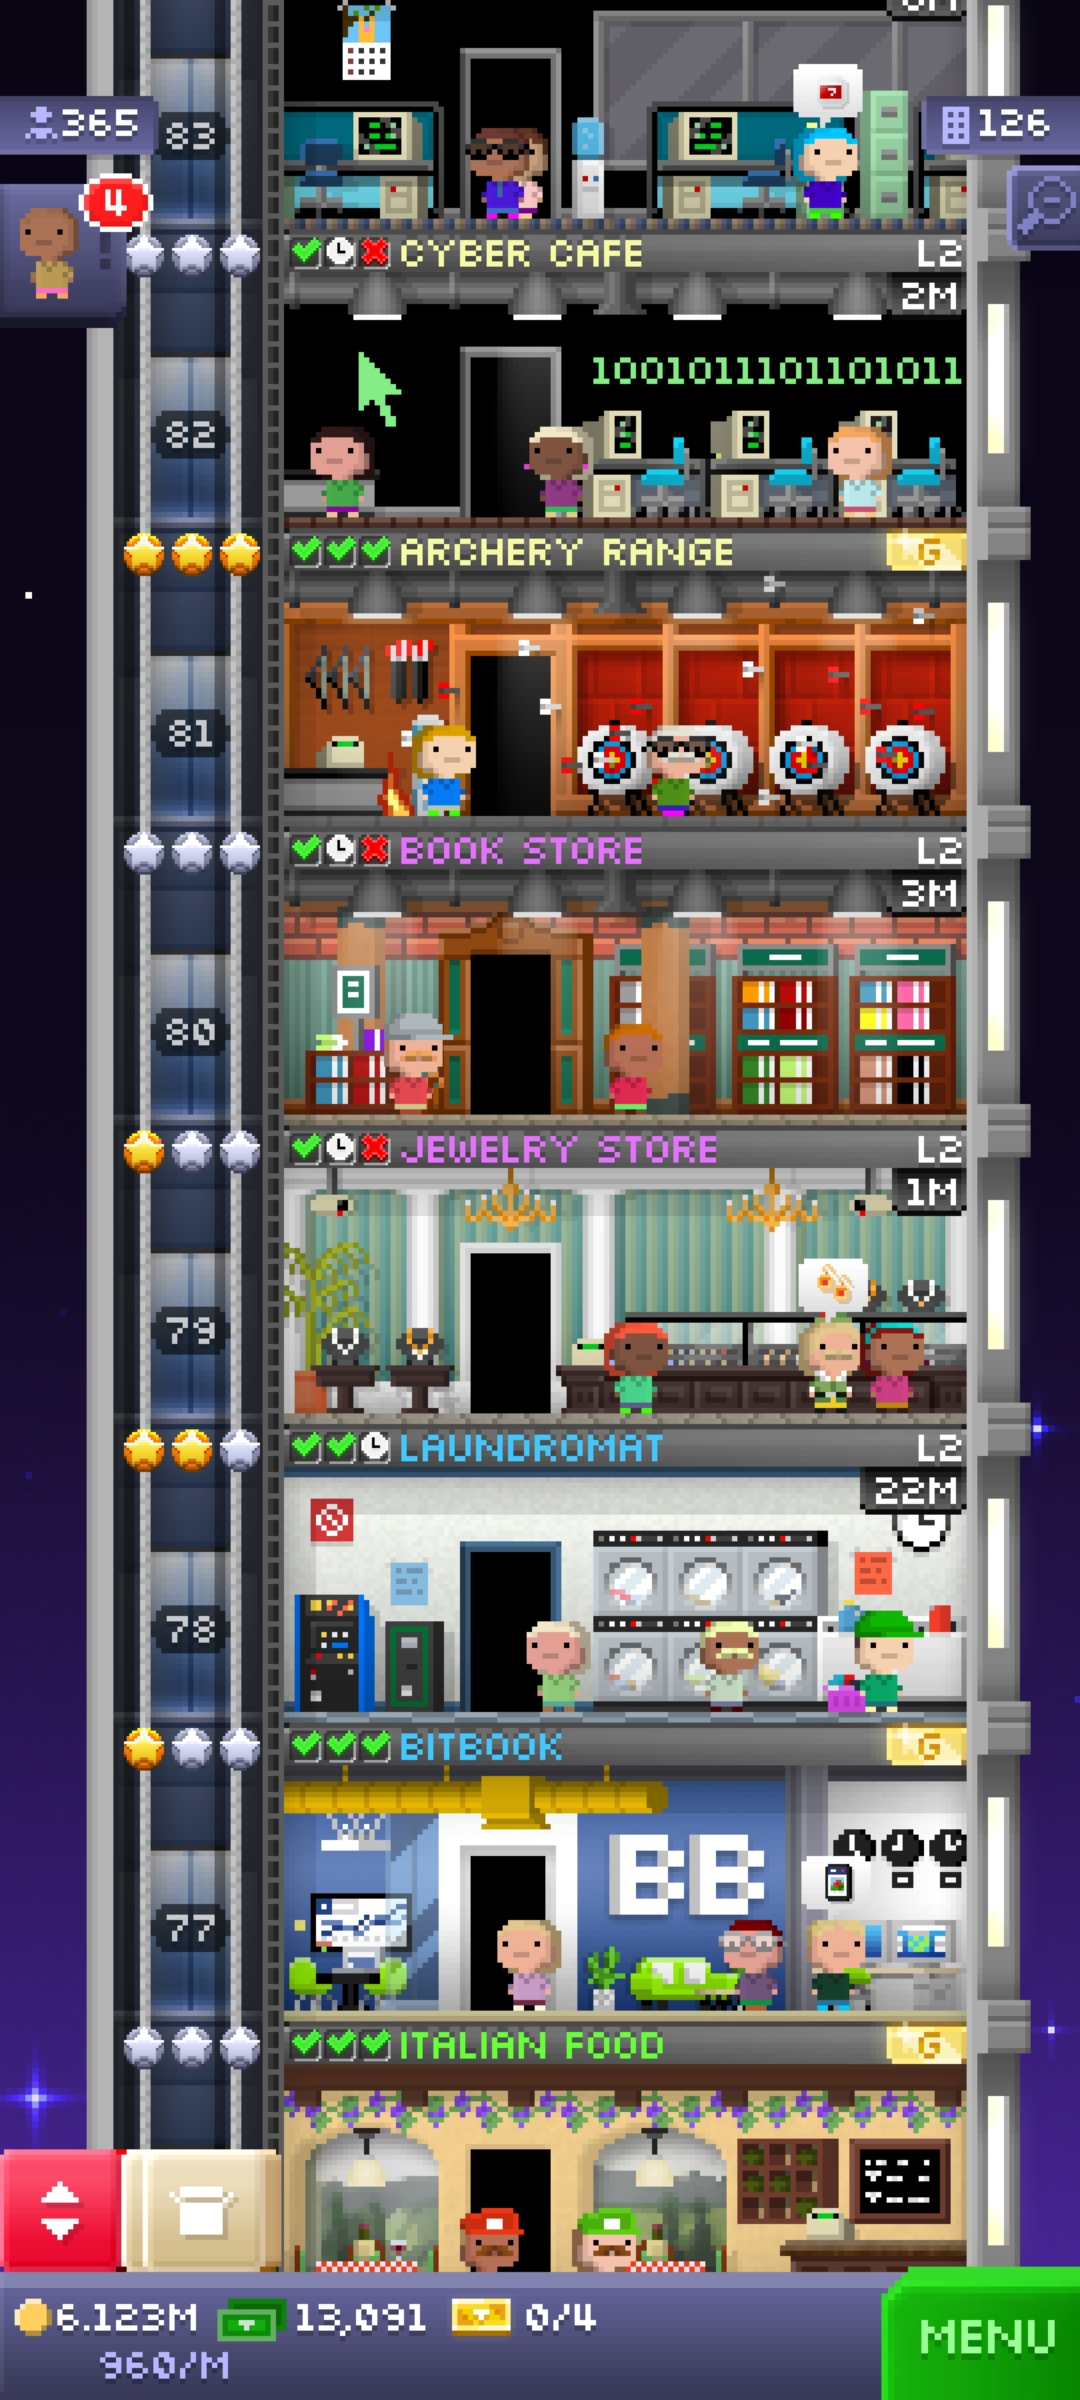 365
83
126
4
CYBER CAFE
L2
2M
1001011101101011
82
ARCHERY RANGE
G
81
BOOK STORE
L2
3M
80
JEWELRY STORE
L2
1M
79
LAUNDROMAT
L2
22M
78
BITBOOK
G
BB
77
ITALIAN FOOD
G
6.123M
13,091
0/4
960/M
MENU